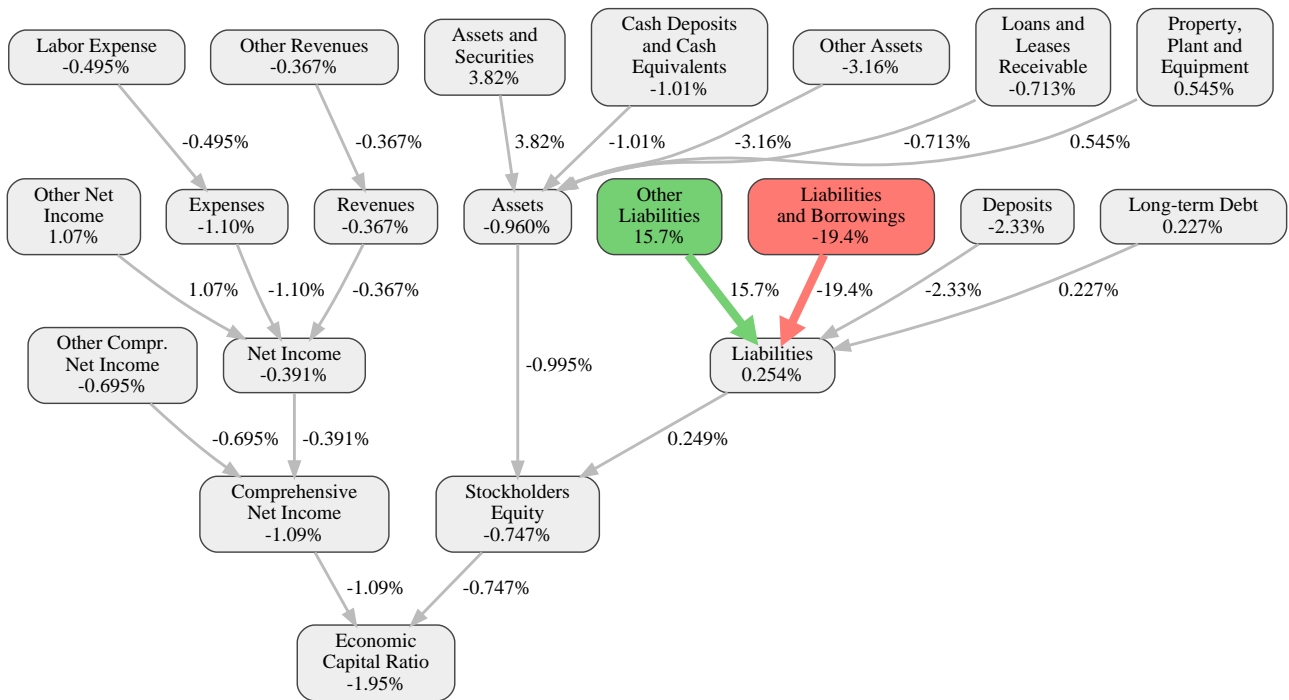 Labor Expense
-0.495%
Other Revenues
-0.367%
Assets and
Securities
3.82%
Cash Deposits
and Cash
Equivalents
-1.01%
Other Assets
-3.16%
Loans and
Leases
Receivable
-0.713%
Property,
Plant and
Equipment
0.545%
-0.495%
-0.367%
3.82%
-1.01%
-3.16%
-0.713%
0.545%
Other Net
Income
1.07%
Expenses
-1.10%
Revenues
-0.367%
Assets
-0.960%
Other
Liabilities
15.7%
Liabilities
and Borrowings
-19.4%
Deposits
-2.33%
Long-term Debt
0.227%
1.07%
-1.10%
-0.367%
15.7%
-19.4%
-2.33%
0.227%
Other Compr.
Net Income
-0.695%
Net Income
-0.391%
-0.995%
Liabilities
0.254%
-0.695%
-0.391%
0.249%
Comprehensive
Net Income
-1.09%
Stockholders
Equity
-0.747%
-1.09%
-0.747%
Economic
Capital Ratio
-1.95%